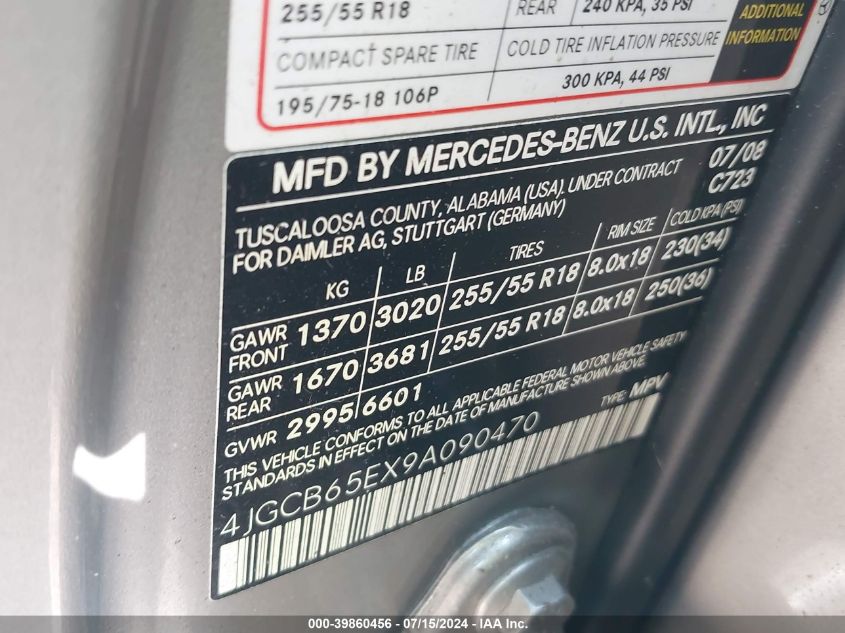 255/55 R18 REAR 240 KPA, 35 PSI
ADDITIONAL
INFORMATION
COMPACT SPARE TIRE COLD TIRE INFLATION PRESSURE
195/75-18 106P 300 KPA, 44 PSI
MFD BY MERCEDES-BENZ U.S. INTL, INC
TUSCALOOSA COUNTY, ALABAMA (USA), UNDER CONTRACT 07/08
FOR DAIMLER AG, STUTTGART (GERMANY) C723
KG LB TIRES RIM SIZE COLD KPA (PSI)
GAWR FRONT 1370 3020 255/55 R18 8.0x18 230(34)
GAWR REAR 1670 3681 255/55 R18 8.0x18 250(36)
GVWR 2995 6601
THIS VEHICLE CONFORMS TO ALL APPLICABLE FEDERAL MOTOR VEHICLE SAFETY
STANDARDS IN EFFECT ON THE DATE OF MANUFACTURE SHOWN ABOVE.
4JGCB65EX9A090470 TYPE: MPV
000-39860456 - 07/15/2024 - IAA Inc.